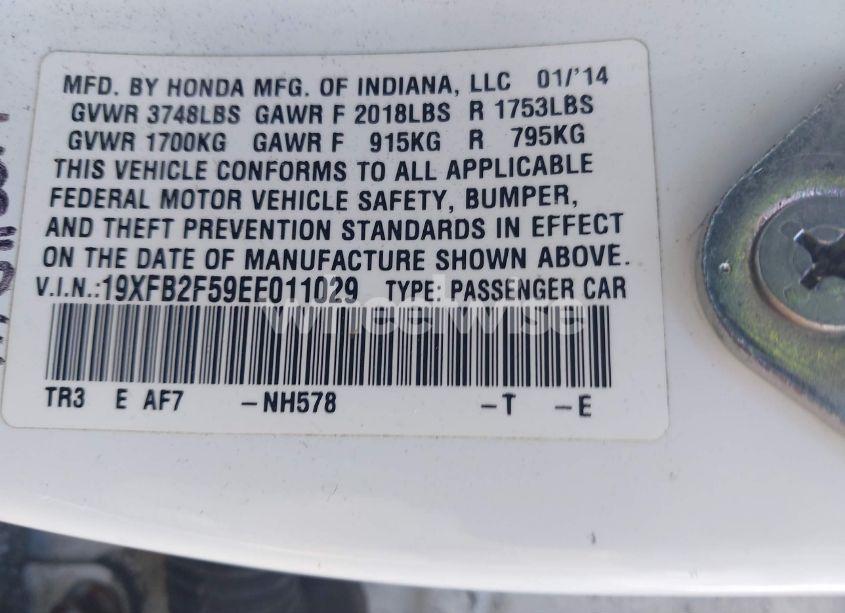 MFD. BY HONDA MFG. OF INDIANA, LLC 01/'14
GVWR 3748LBS GAWR F 2018LBS R 1753LBS
GVWR 1700KG GAWR F 915KG R 795KG
THIS VEHICLE CONFORMS TO ALL APPLICABLE
FEDERAL MOTOR VEHICLE SAFETY, BUMPER,
AND THEFT PREVENTION STANDARDS IN EFFECT
ON THE DATE OF MANUFACTURE SHOWN ABOVE.
V.I.N.:19XFB2F59EE011029 TYPE: PASSENGER CAR
wheelwise
TR3 E AF7 -NH578 -T -E